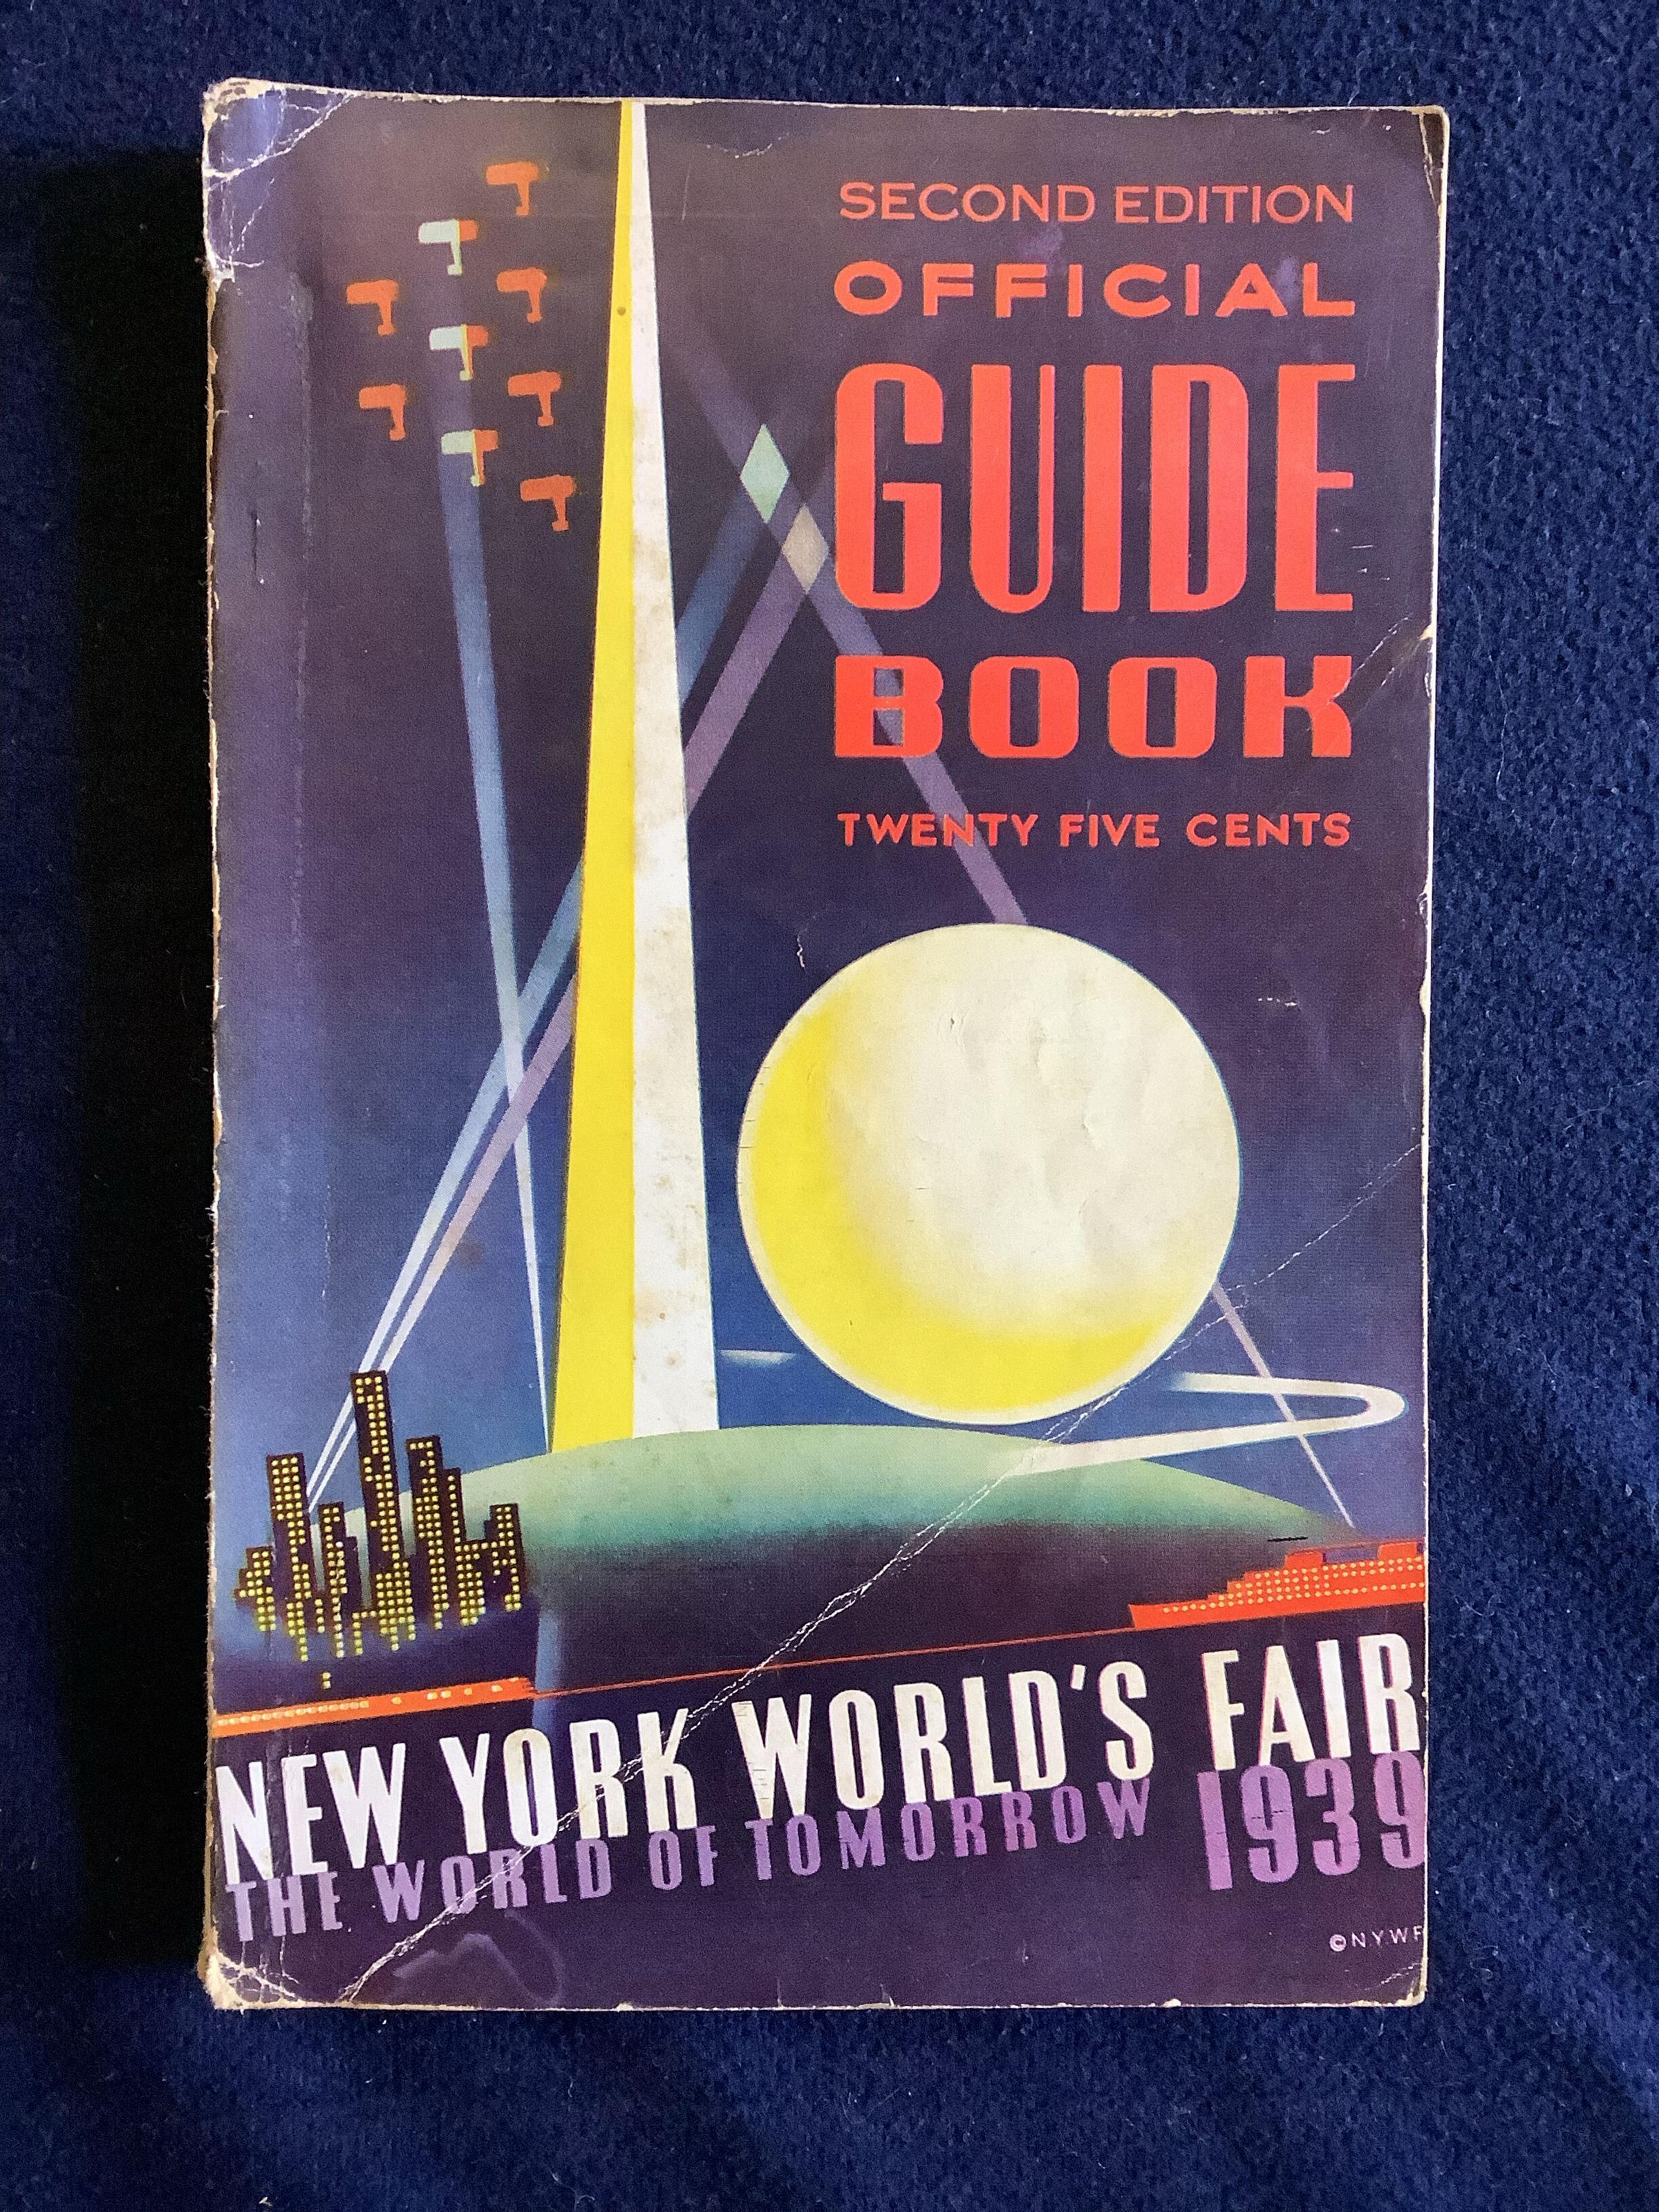 SECOND EDITION
OFFICIAL
GUIDE
BOOK
TWENTY FIVE CENTS
NEW YORK WORLD'S FAIR
THE WORLD OF TOMORROW 1939
©NYWF